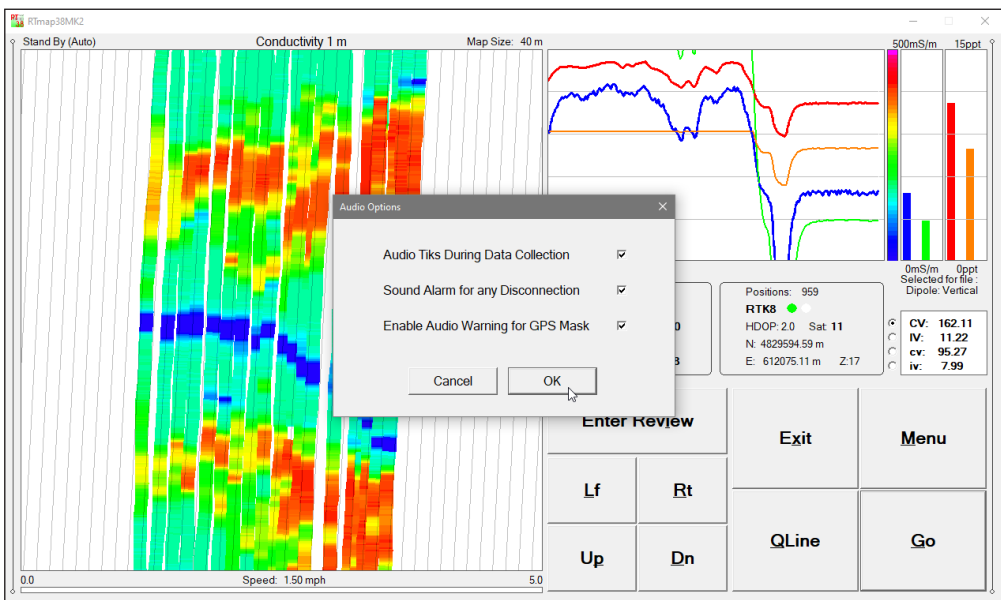 RT 38 RTmap38MK2
Stand By (Auto) Conductivity 1 m Map Size: 40 m
500mS/m 15ppt
Audio Options
Audio Tiks During Data Collection
Sound Alarm for any Disconnection
Enable Audio Warning for GPS Mask
Cancel OK
0mS/m 0ppt
Selected for file :
Dipole: Vertical
Positions: 959
RTK8
HDOP: 2.0 Sat 11
N: 4829594.59 m
E: 612075.11 m Z:17
0
CV: 162.11
IV: 11.22
cv: 95.27
iv: 7.99
Enter Review
Exit
Menu
Lf
Rt
Up
Dn
QLine
Go
0.0 Speed: 1.50 mph 5.0